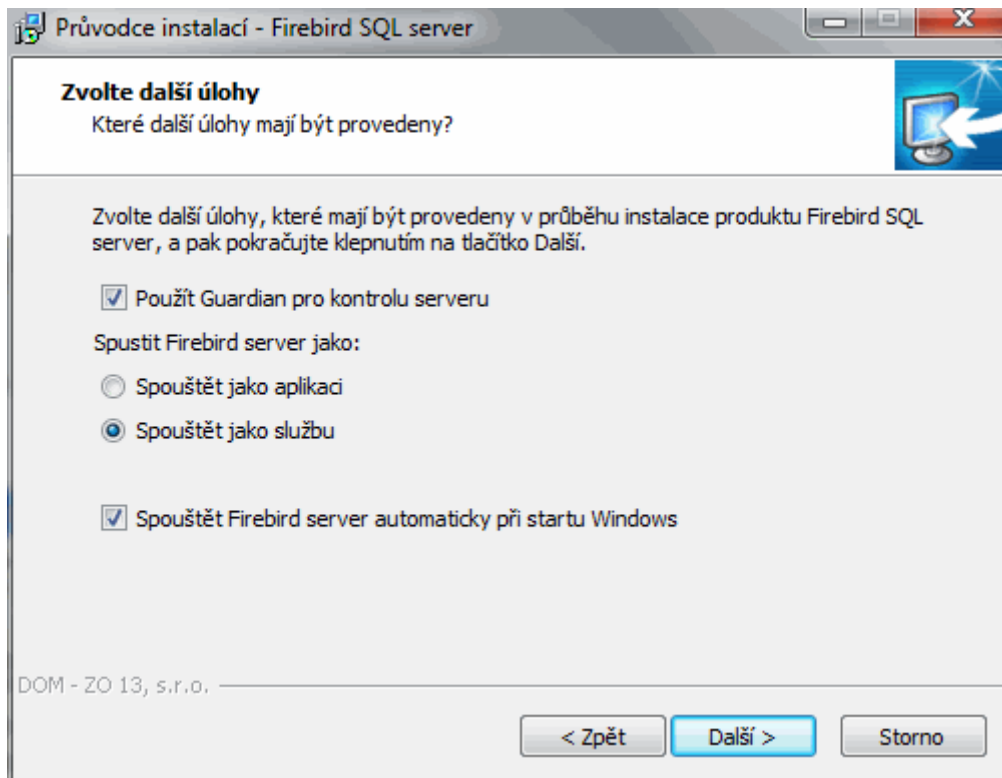 Průvodce instalací - Firebird SQL server
Zvolte další úlohy
Které další úlohy mají být provedeny?
Zvolte další úlohy, které mají být provedeny v průběhu instalace produktu Firebird SQL
server, a pak pokračujte klepnutím na tlačítko Další.
Použít Guardian pro kontrolu serveru
Spustit Firebird server jako:
Spouštět jako aplikaci
Spouštět jako službu
Spouštět Firebird server automaticky při startu Windows
DOM - ZO 13, s.r.o.
< Zpět Další > Storno